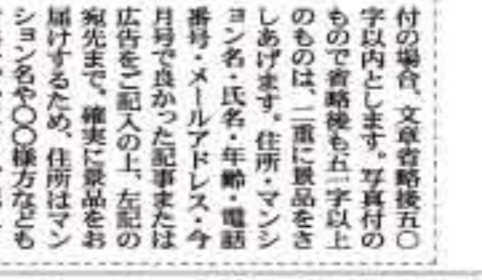 付の場合、文章省略後五〇
字以内とします。写真付の
もので省略後も五一字以上
のものは、二重に景品をさ
しあげます。住所・マンシ
ョン名・氏名・年齢・電話
番号・メールアドレス・今
月号で良かった記事または
広告をご記入の上、左記の
宛先まで。確実に景品をお
届けするため、住所はマン
ション名や〇〇様方なども